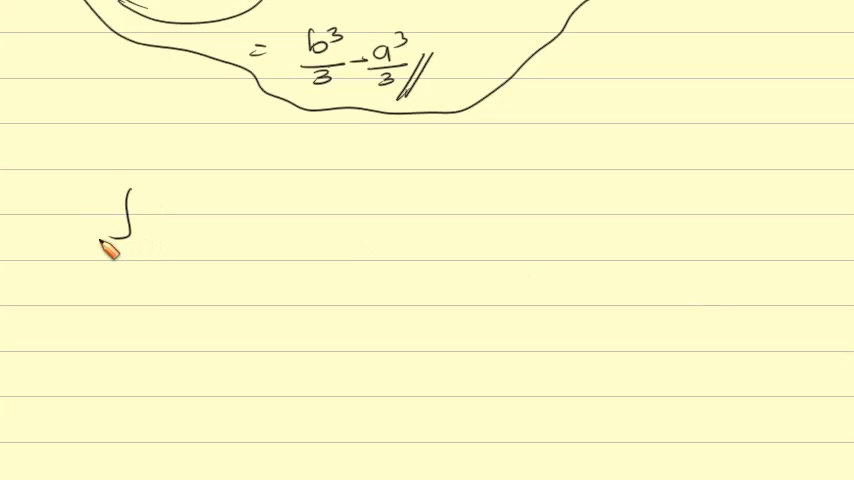 = b³/3 - a³/3 //
∫